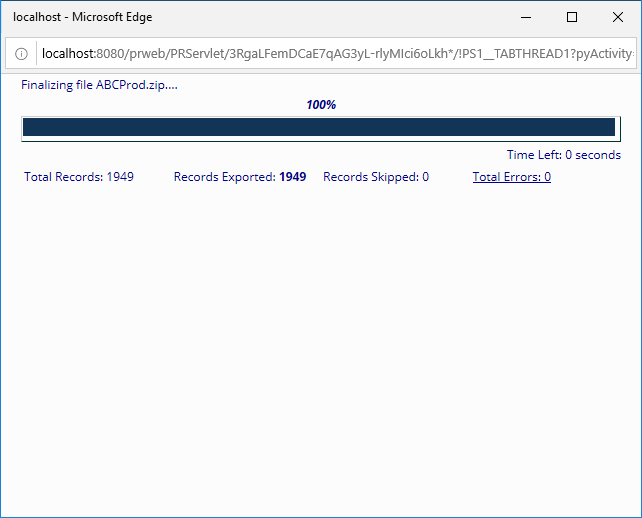 localhost - Microsoft Edge
localhost:8080/prweb/PRServlet/3RgaLFemDCaE7qAG3yL-rlyMIci6oLkh*/!PS1__TABTHREAD1?pyActivity=
Finalizing file ABCProd.zip....
100%
Time Left: 0 seconds
Total Records: 1949 Records Exported: 1949 Records Skipped: 0 Total Errors: 0